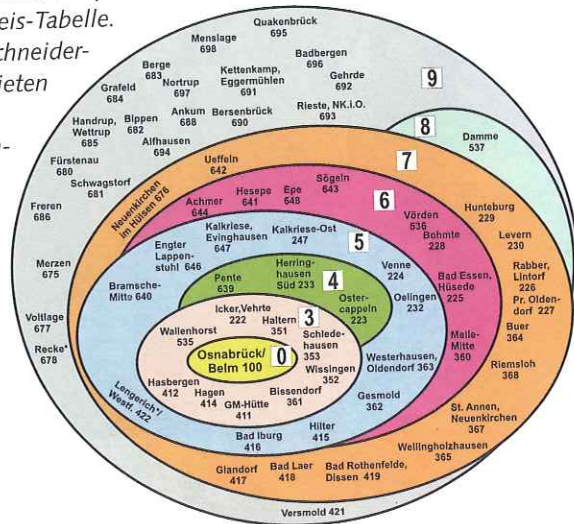 eis-Tabelle.
chneider-
ieten
Quakenbrück
695
Menslage
698
Badbergen
696
Berge
683
Kettenkamp,
Eggermühlen
691
Gehrde
692
9
Nortrup
697
Grafeld
684
Rieste, NK.i.O.
693
8
Handrup,
Wettrup
685
Bippen
682
Ankum
688
Bersenbrück
690
Damme
537
Alfhausen
694
7
Fürstenau
680
Ueffeln
642
Schwagstorf
681
Sögeln
643
Freren
686
Neuenkirchen
im Hülsen 676
Hesepe
641
Epe
648
6
Achmer
644
Hunteburg
229
Vörden
536
Kalkriese,
Evinghausen
647
Kalkriese-Ost
247
Bohmte
228
Levern
230
5
Engter
Lappen-
stuhl 646
Merzen
675
Herring-
hausen
Süd 233
Venne
224
Rabber,
Lintorf
226
4
Bad Essen,
Hüsede
225
Pente
639
Bramsche-
Mitte 640
Oelingen
232
Pr. Olden-
dorf 227
Oster-
cappeln
223
Icker,Vehrte
222
3
Voltlage
677
Haltern
351
Buer
364
Wallenhorst
535
Schlede-
hausen
353
Melle-
Mitte
360
Recke*
678
Osnabrück/
Belm 100
0
Westerhausen,
Oldendorf 363
Riemsloh
368
Wissingen
352
Hasbergen
412
Hagen
414
Bissendorf
361
Lengerich*/
Westf. 422
Gesmold
362
GM-Hütte
411
St. Annen,
Neuenkirchen
367
Hilter
415
Bad Iburg
416
Wellingholzhausen
365
Glandorf
417
Bad Laer
418
Bad Rothenfelde,
Dissen 419
Versmold 421